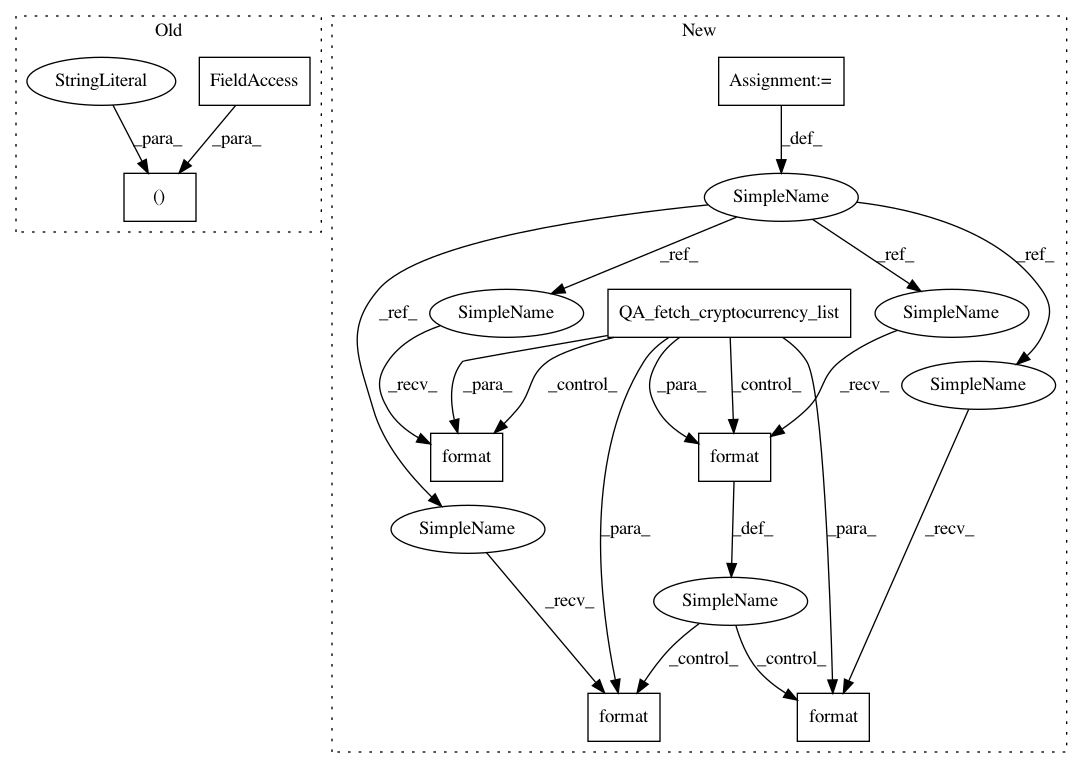 Old
New
StringLiteral
FieldAccess
Assignment:=
_para_
_para_
_def_
()
SimpleName
_ref_
_ref_
_ref_
_ref_
SimpleName
QA_fetch_cryptocurrency_list
SimpleName
SimpleName
_recv_
_para_
_control_
_para_
_control_
_recv_
format
format
SimpleName
_para_
_def_
_para_
_recv_
_recv_
SimpleName
_control_
_control_
format
format